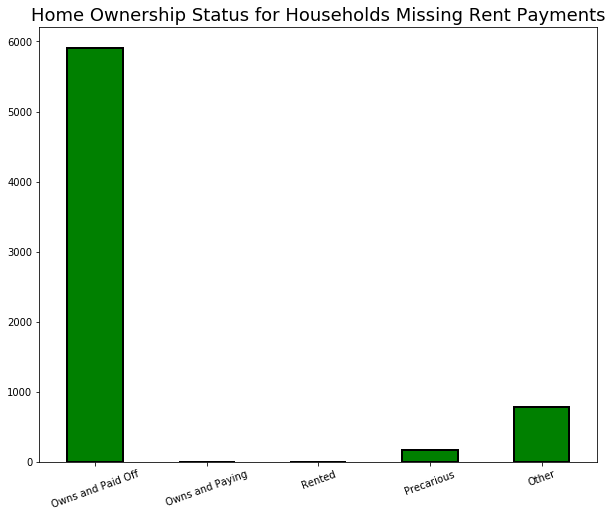 Home Ownership Status for Households Missing Rent Payments
6000
5000
4000
3000
2000
1000
0
Owns and Paid Off
Owns and Paying
Rented
Precarious
Other